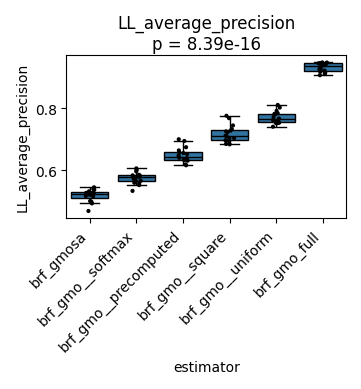 LL_average_precision
p = 8.39e-16
LL_average_precision
0.8
0.6
brf_gmosa
brf_gmo__softmax
brf_gmo__precomputed
brf_gmo__square
brf_gmo__uniform
brf_gmo_full
estimator